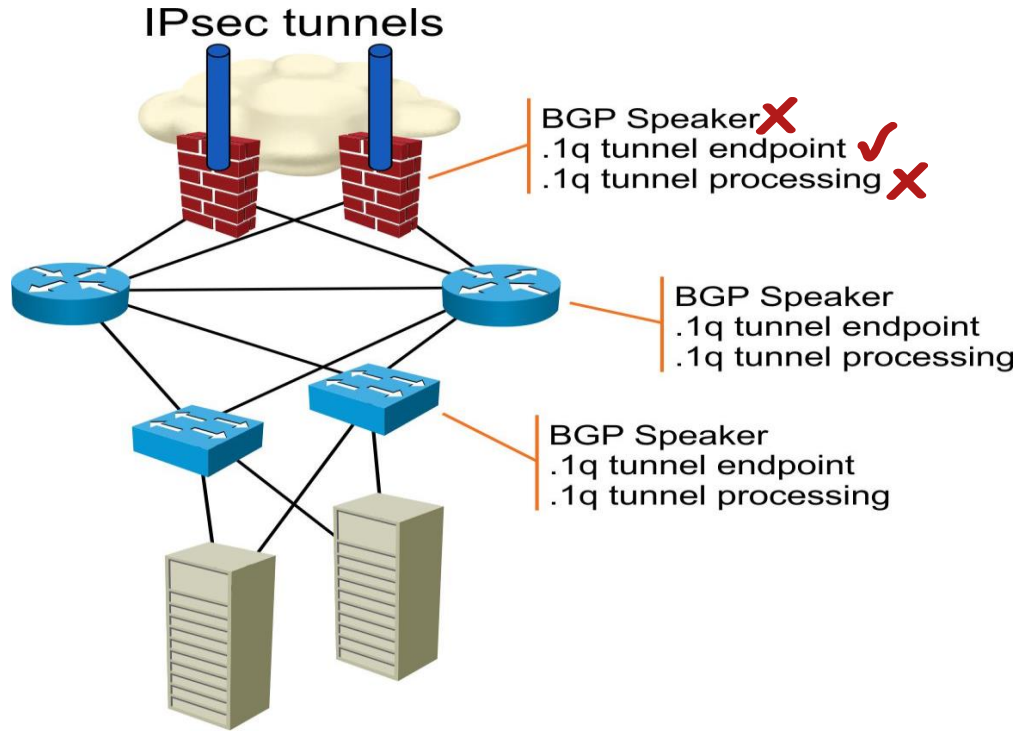 IPsec tunnels
BGP Speaker
.1q tunnel endpoint
.1q tunnel processing
BGP Speaker
.1q tunnel endpoint
.1q tunnel processing
BGP Speaker
.1q tunnel endpoint
.1q tunnel processing